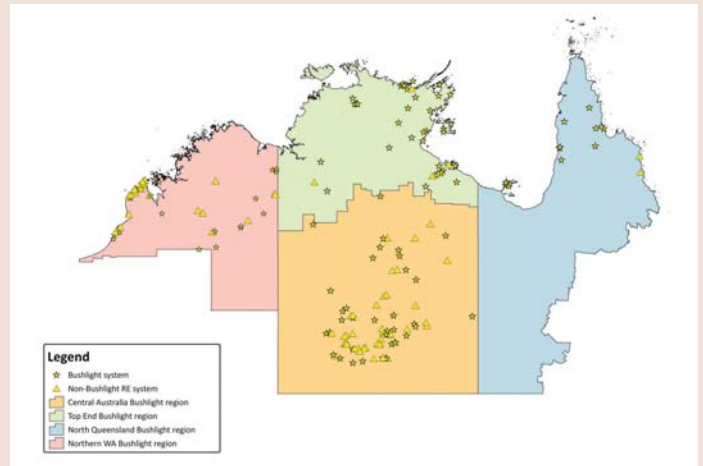 Legend
Bushlight system
Non-Bushlight RE system
Central Australia Bushlight region
Top End Bushlight region
North Queensland Bushlight region
Northern WA Bushlight region